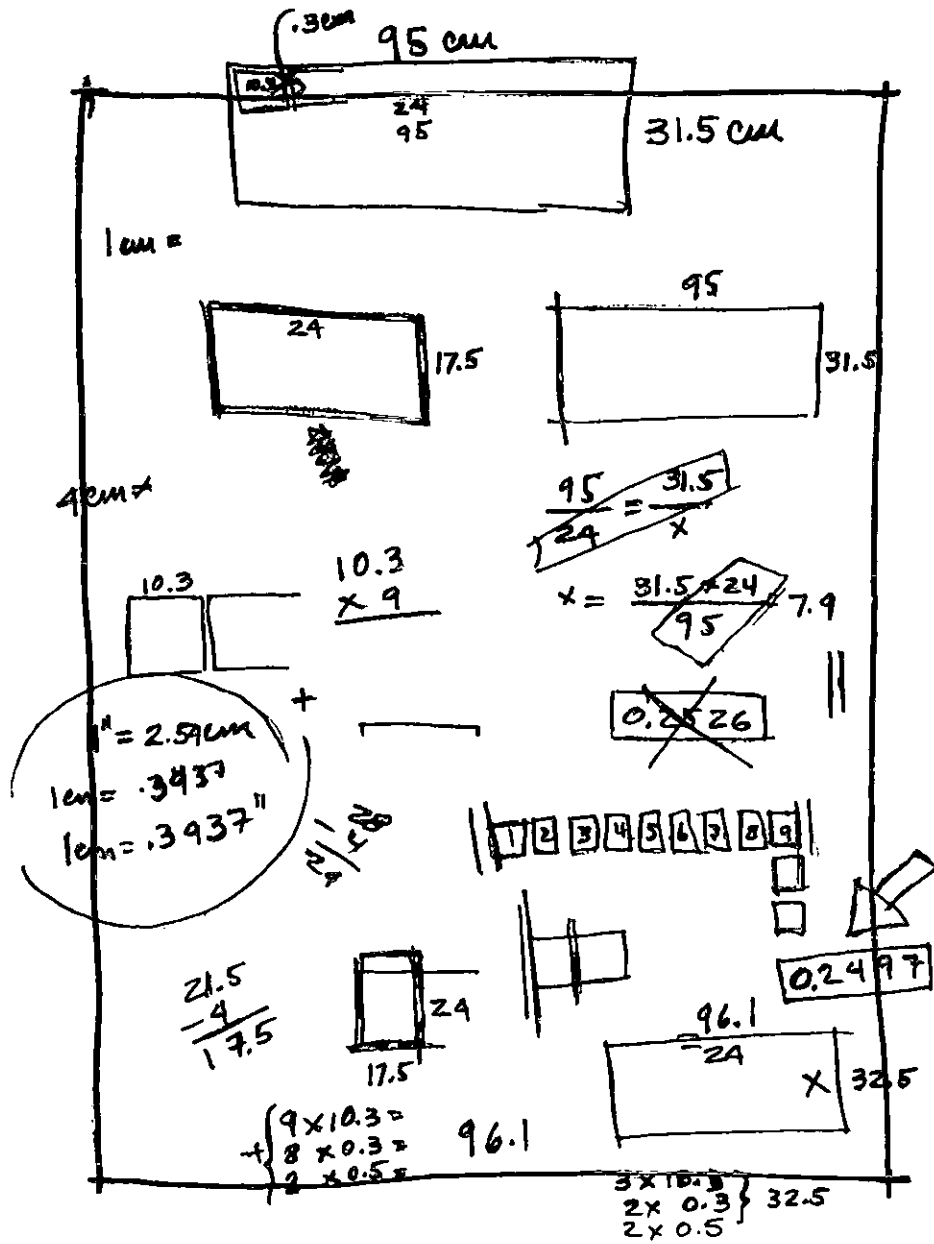 .3cm
95 cm
10.3
24
95
31.5 cm
1 cm =
24
17.5
95
31.5
4 cm
95/24 = 31.5/x
10.3
10.3
x 9
x = 31.5 x 24 / 95
7.9
0.2526
1" = 2.54cm
1cm = .3937
1cm = .3937"
1 2 3 4 5 6 7 8 9
0.2497
21.5
-4
17.5
24
17.5
96.1
24
x 32.5
+ 9 x 10.3 =
8 x 0.3 =
2 x 0.5 =
96.1
3 x 10.3
2 x 0.3
2 x 0.5
32.5